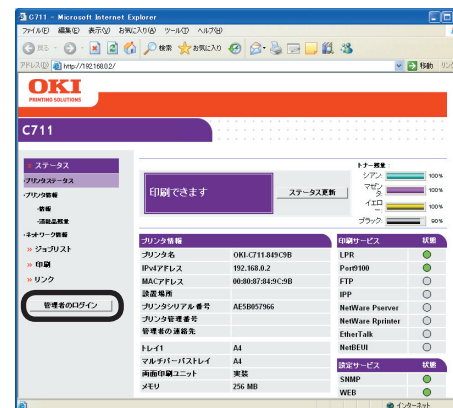 C711 - Microsoft Internet Explorer
ファイル(F) 編集(E) 表示(V) お気に入り(A) ツール(T) ヘルプ(H)
戻る 検索 お気に入り
アドレス(D) http://192.168.0.2/ 移動 リンク
OKI
PRINTING SOLUTIONS
C711
ステータス
・プリンタステータス
・プリンタ情報
・情報
・消耗品残量
・ネットワーク情報
ジョブリスト
印刷
リンク
管理者のログイン
印刷できます
ステータス更新
トナー残量:
シアン: 100%
マゼンタ: 100%
イエロー: 100%
ブラック: 90%
プリンタ情報
プリンタ名 OKI-C711-849C9B
IPv4アドレス 192.168.0.2
MACアドレス 00:80:87:84:9C:9B
設置場所
プリンタシリアル番号 AE5B057966
プリンタ管理番号
管理者の連絡先
トレイ1 A4
マルチパーパストレイ A4
両面印刷ユニット 実装
メモリ 256 MB
印刷サービス 状態
LPR
Port9100
FTP
IPP
NetWare Pserver
NetWare Rprinter
EtherTalk
NetBEUI
設定サービス 状態
SNMP
WEB
インターネット